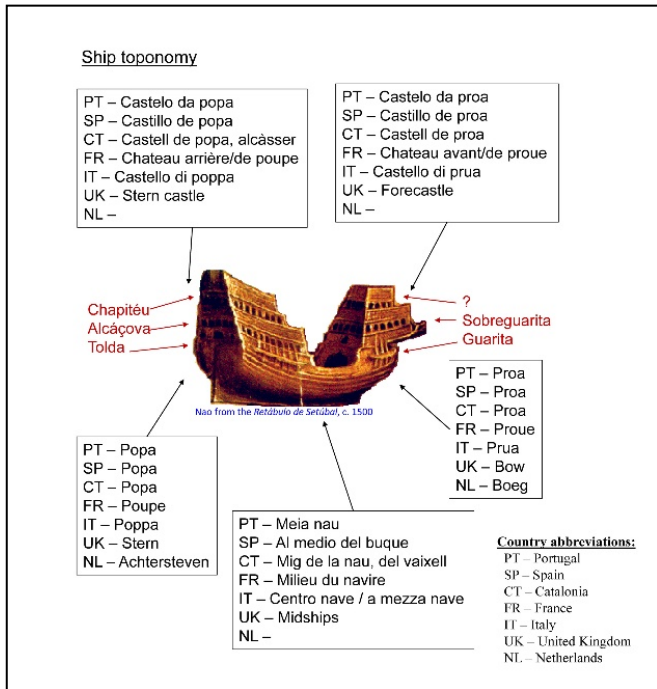 Ship toponomy
PT – Castelo da popa
SP – Castillo de popa
CT – Castell de popa, alcàsser
FR – Chateau arrière/de poupe
IT – Castello di poppa
UK – Stern castle
NL –
PT – Castelo da proa
SP – Castillo de proa
CT – Castell de proa
FR – Chateau avant/de proue
IT – Castello di prua
UK – Forecastle
NL –
Chapitéu
Alcáçova
Tolda
?
Sobreguarita
Guarita
Nao from the Retábulo de Setúbal, c. 1500
PT – Proa
SP – Proa
CT – Proa
FR – Proue
IT – Prua
UK – Bow
NL – Boeg
PT – Popa
SP – Popa
CT – Popa
FR – Poupe
IT – Poppa
UK – Stern
NL – Achtersteven
PT – Meia nau
SP – Al medio del buque
CT – Mig de la nau, del vaixell
FR – Milieu du navire
IT – Centro nave / a mezza nave
UK – Midships
NL –
Country abbreviations:
PT – Portugal
SP – Spain
CT – Catalonia
FR – France
IT – Italy
UK – United Kingdom
NL – Netherlands